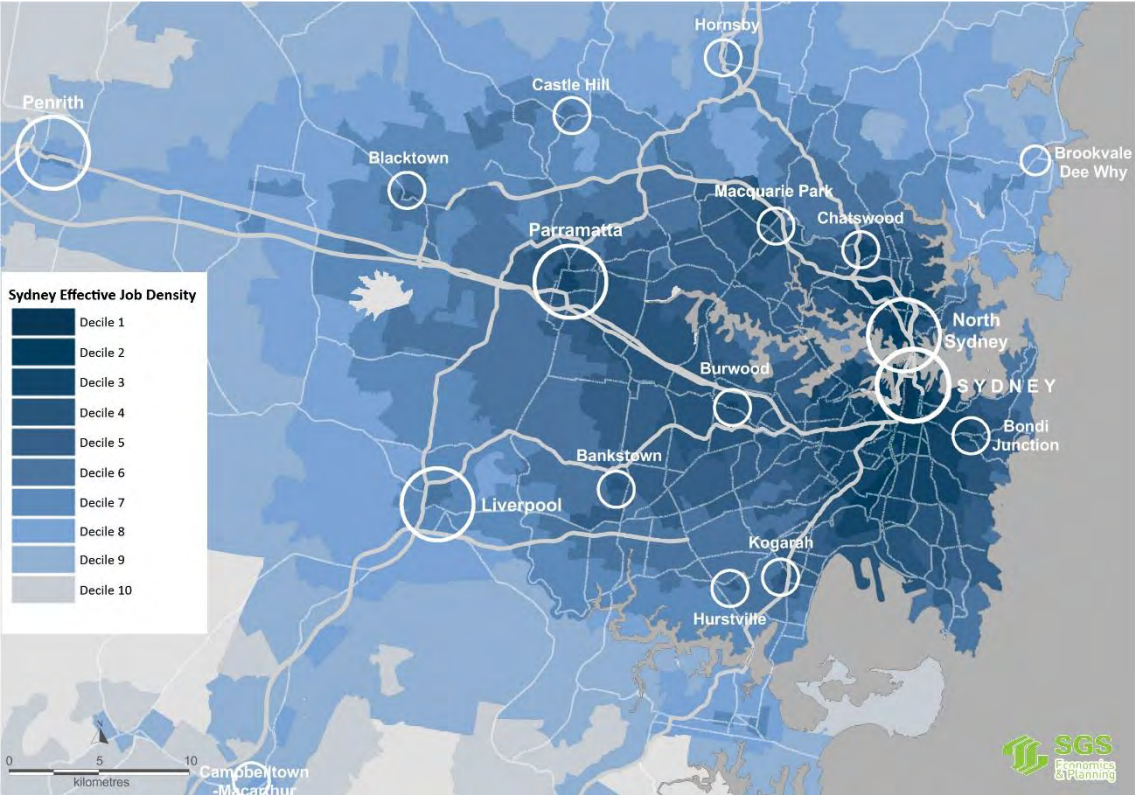 Hornsby
Castle Hill
Penrith
Blacktown
Brookvale
Dee Why
Macquarie Park
Chatswood
Parramatta
North
Sydney
SYDNEY
Burwood
Bondi
Junction
Bankstown
Liverpool
Kogarah
Hurstville
Campbelltown
-Macarthur
Sydney Effective Job Density
Decile 1
Decile 2
Decile 3
Decile 4
Decile 5
Decile 6
Decile 7
Decile 8
Decile 9
Decile 10
N
0 5 10
kilometres
SGS
Economics
& Planning